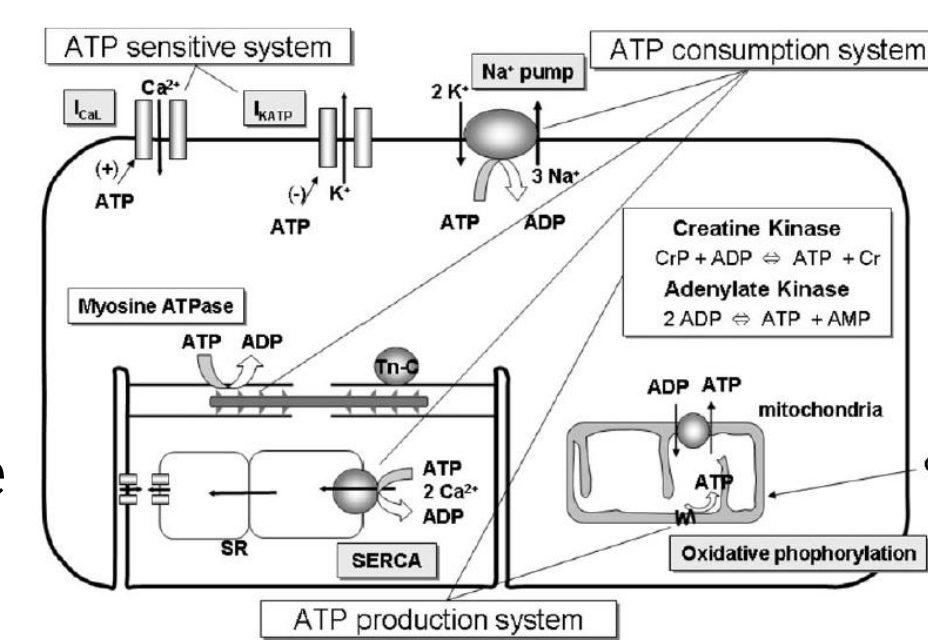 ATP sensitive system
ATP consumption system
Na⁺ pump
Ca²⁺
2 K⁺
I_CaL
I_KATP
(+)
ATP
(-)
K⁺
ATP
3 Na⁺
ATP
ADP
Creatine Kinase
CrP + ADP ⇔ ATP + Cr
Adenylate Kinase
2 ADP ⇔ ATP + AMP
Myosine ATPase
ATP
ADP
Tn-C
ADP
ATP
mitochondria
ATP
ATP
2 Ca²⁺
ADP
SR
SERCA
Oxidative phophorylation
ATP production system
e